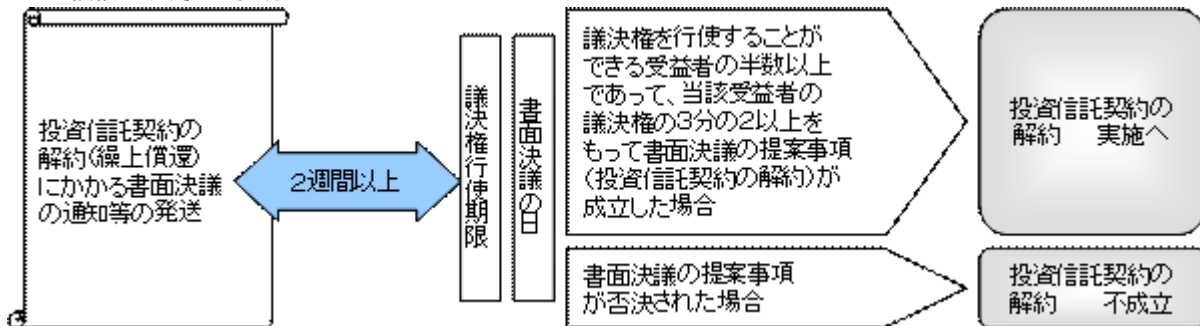 投資信託契約の
解約(繰上償還)
にかかる書面決議
の通知等の発送
2週間以上
議決権行使期限
書面決議の日
議決権を行使することが
できる受益者の半数以上
であって、当該受益者の
議決権の3分の2以上を
もって書面決議の提案事項
(投資信託契約の解約)が
成立した場合
投資信託契約の
解約　実施へ
書面決議の提案事項
が否決された場合
投資信託契約の
解約　不成立